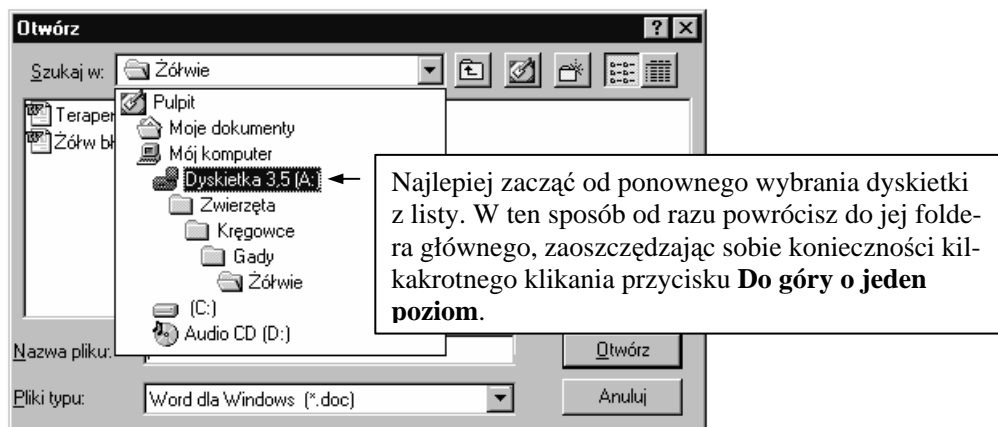 Otwórz
Szukaj w: Żółwie
Pulpit
Moje dokumenty
Mój komputer
Dyskietka 3,5 (A:)
Zwierzęta
Kręgowce
Gady
Żółwie
(C:)
Audio CD (D:)
Teraper
Żółw bł
Najlepiej zacząć od ponownego wybrania dyskietki
z listy. W ten sposób od razu powrócisz do jej folde-
ra głównego, zaoszczędzając sobie konieczności kil-
kakrotnego klikania przycisku Do góry o jeden
poziom.
Nazwa pliku:
Otwórz
Pliki typu: Word dla Windows (*.doc)
Anuluj